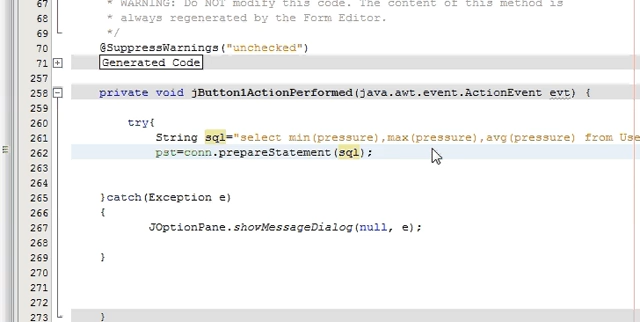 67
* WARNING: Do NOT modify this code. The content of this method is
68 * always regenerated by the Form Editor.
69 */
70 @SuppressWarnings("unchecked")
71 Generated Code
257
258 private void jButton1ActionPerformed(java.awt.event.ActionEvent evt) {
259
260 try{
261 String sql="select min(pressure),max(pressure),avg(pressure) from Use
262 pst=conn.prepareStatement(sql);
263
264
265 }catch(Exception e)
266 {
267 JOptionPane.showMessageDialog(null, e);
268
269 }
270
271
272
273 }